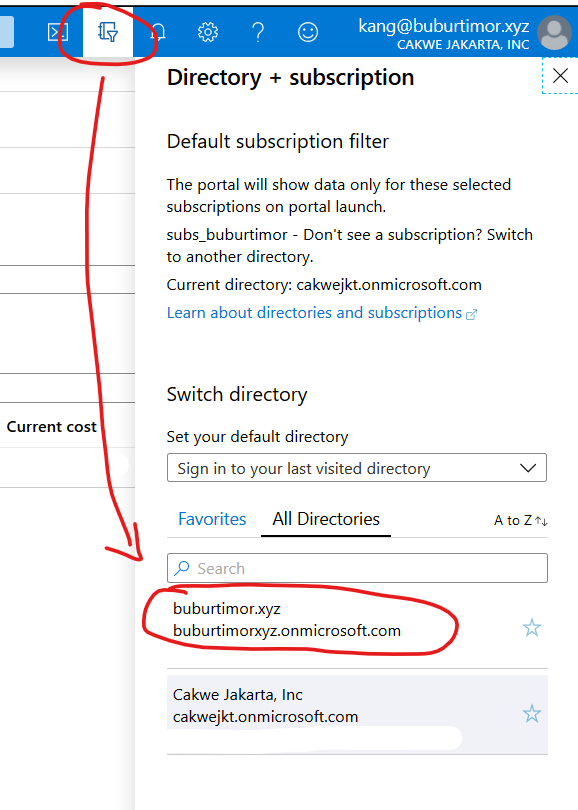 kang@buburtimor.xyz
CAKWE JAKARTA, INC
Directory + subscription
Default subscription filter
The portal will show data only for these selected
subscriptions on portal launch.
subs_buburtimor - Don't see a subscription? Switch
to another directory.
Current directory: cakwejkt.onmicrosoft.com
Learn about directories and subscriptions
Switch directory
Current cost
Set your default directory
Sign in to your last visited directory
Favorites
All Directories
A to Z
Search
buburtimor.xyz
buburtimorxyz.onmicrosoft.com
Cakwe Jakarta, Inc
cakwejkt.onmicrosoft.com